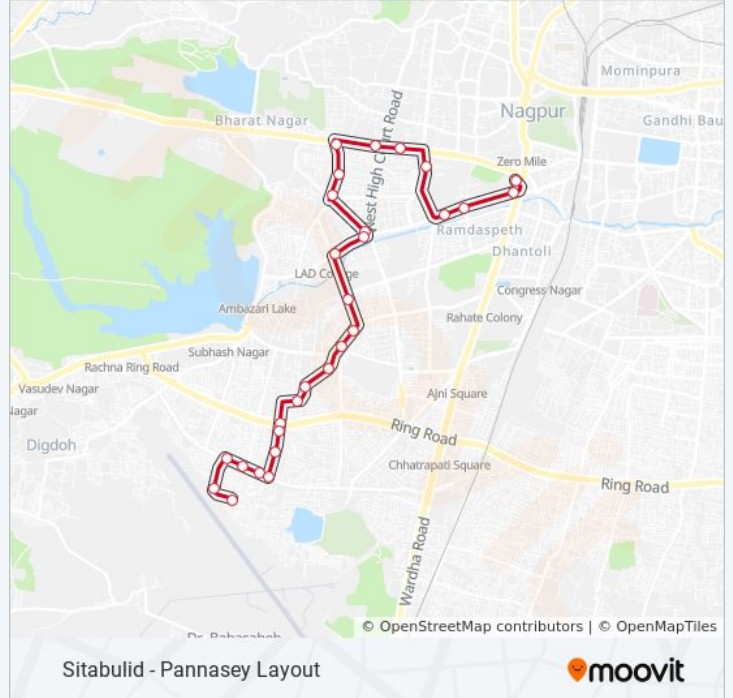 Mominpura
Nagpur
Bharat Nagar
Gandhi Bau
West High Court Road
Zero Mile
Ramdaspeth
Dhantoli
LAD College
Congress Nagar
Ambazari Lake
Rahate Colony
Subhash Nagar
Rachna Ring Road
Vasudev Nagar
Ajni Square
Nagar
Ring Road
Digdoh
Chhatrapati Square
Ring Road
Wardha Road
© OpenStreetMap contributors | © OpenMapTiles
Sitabulid - Pannasey Layout
moovit